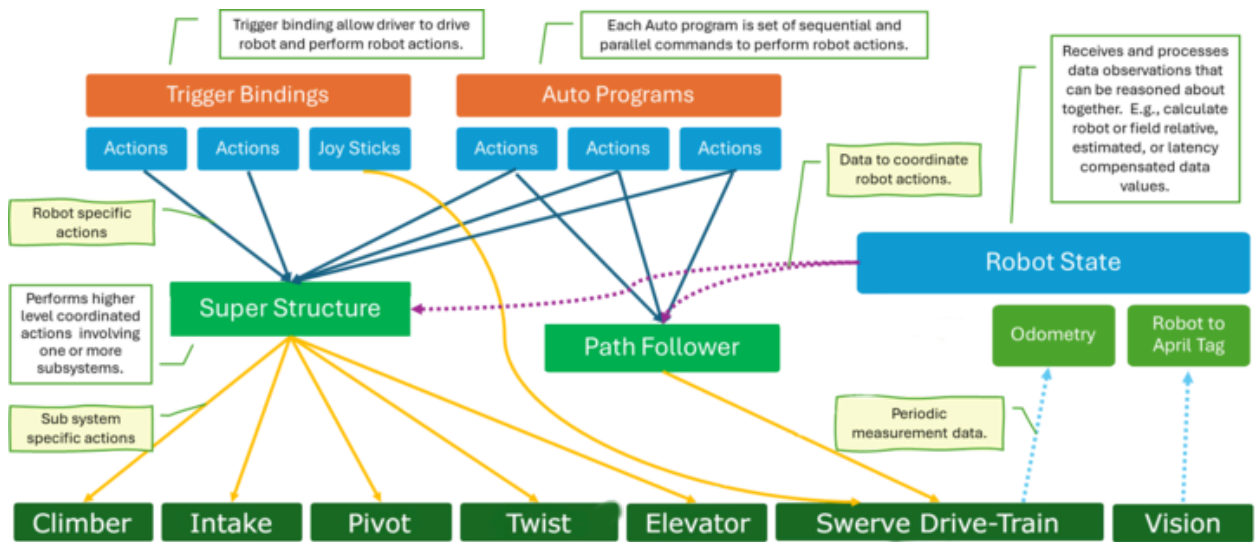 Trigger binding allow driver to drive
robot and perform robot actions.
Each Auto program is set of sequential and
parallel commands to perform robot actions.
Receives and processes
data observations that
can be reasoned about
together. E.g., calculate
robot or field relative,
estimated, or latency
compensated data
values.
Trigger Bindings
Auto Programs
Actions
Actions
Joy Sticks
Actions
Actions
Actions
Data to coordinate
robot actions.
Robot specific
actions
Robot State
Performs higher
level coordinated
actions involving
one or more
subsystems.
Super Structure
Path Follower
Odometry
Robot to
April Tag
Sub system
specific actions
Periodic
measurement data.
Climber
Intake
Pivot
Twist
Elevator
Swerve Drive-Train
Vision